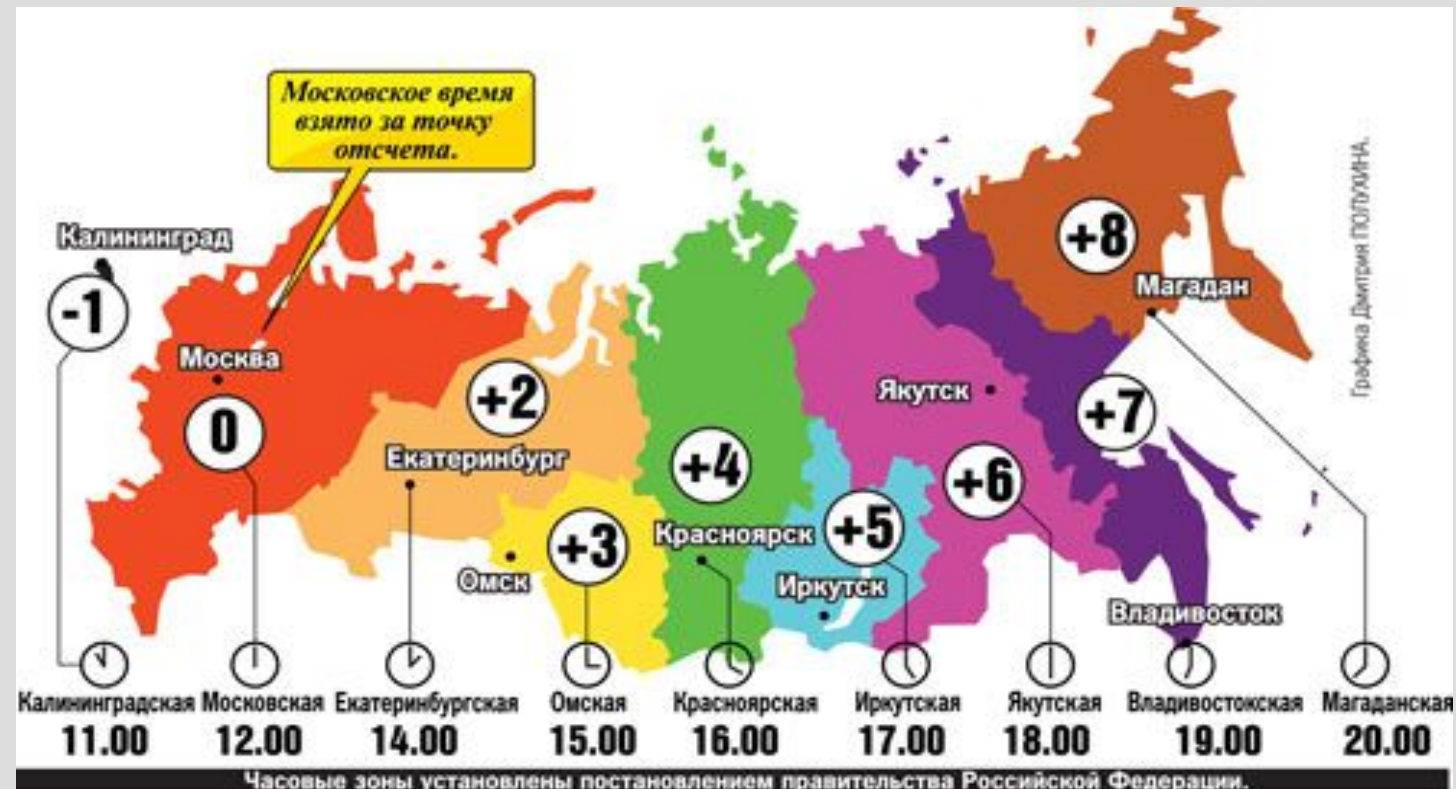 Московское время
взято за точку
отсчета.
Калининград
-1
Москва
0
+2
Екатеринбург
Омск
+3
+4
Красноярск
+5
Иркутск
Якутск
+6
+7
Владивосток
+8
Магадан
Графика Дмитрия ПОЛУХИНА.
Калининградская Московская Екатеринбургская Омская Красноярская Иркутская Якутская Владивостокская Магаданская
11.00 12.00 14.00 15.00 16.00 17.00 18.00 19.00 20.00
Часовые зоны установлены постановлением правительства Российской Федерации.